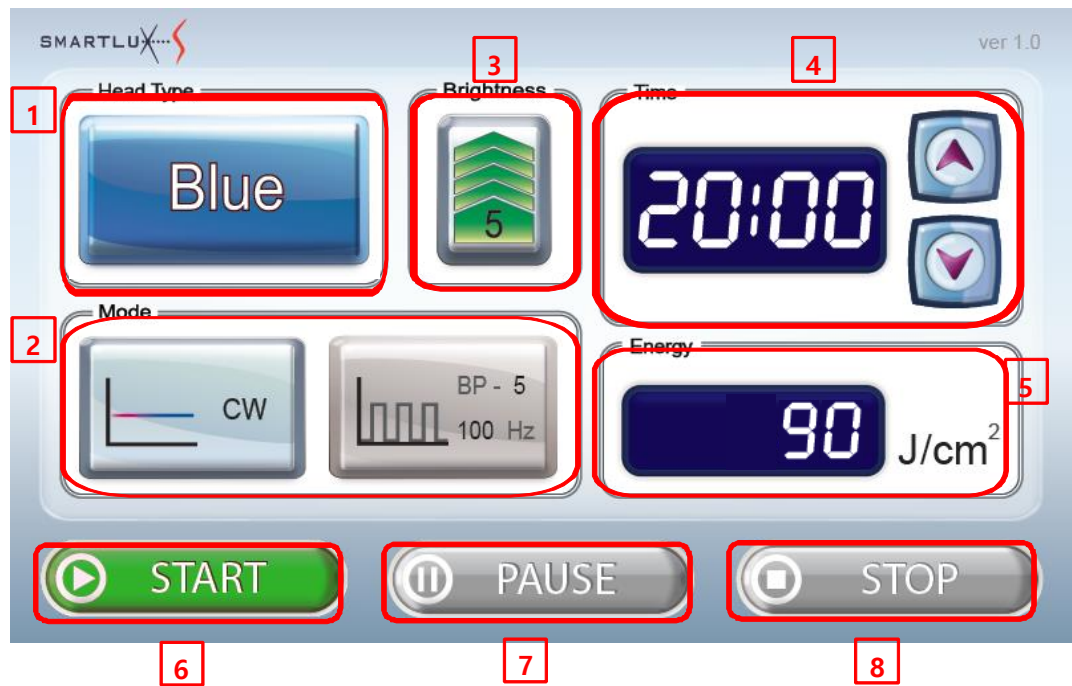 SMARTLUX S
ver 1.0
3
4
1
Head Type
Brightness
Time
Blue
5
20:00
2
Mode
Energy
5
CW
BP - 5
100 Hz
90
J/cm²
START
PAUSE
STOP
6
7
8